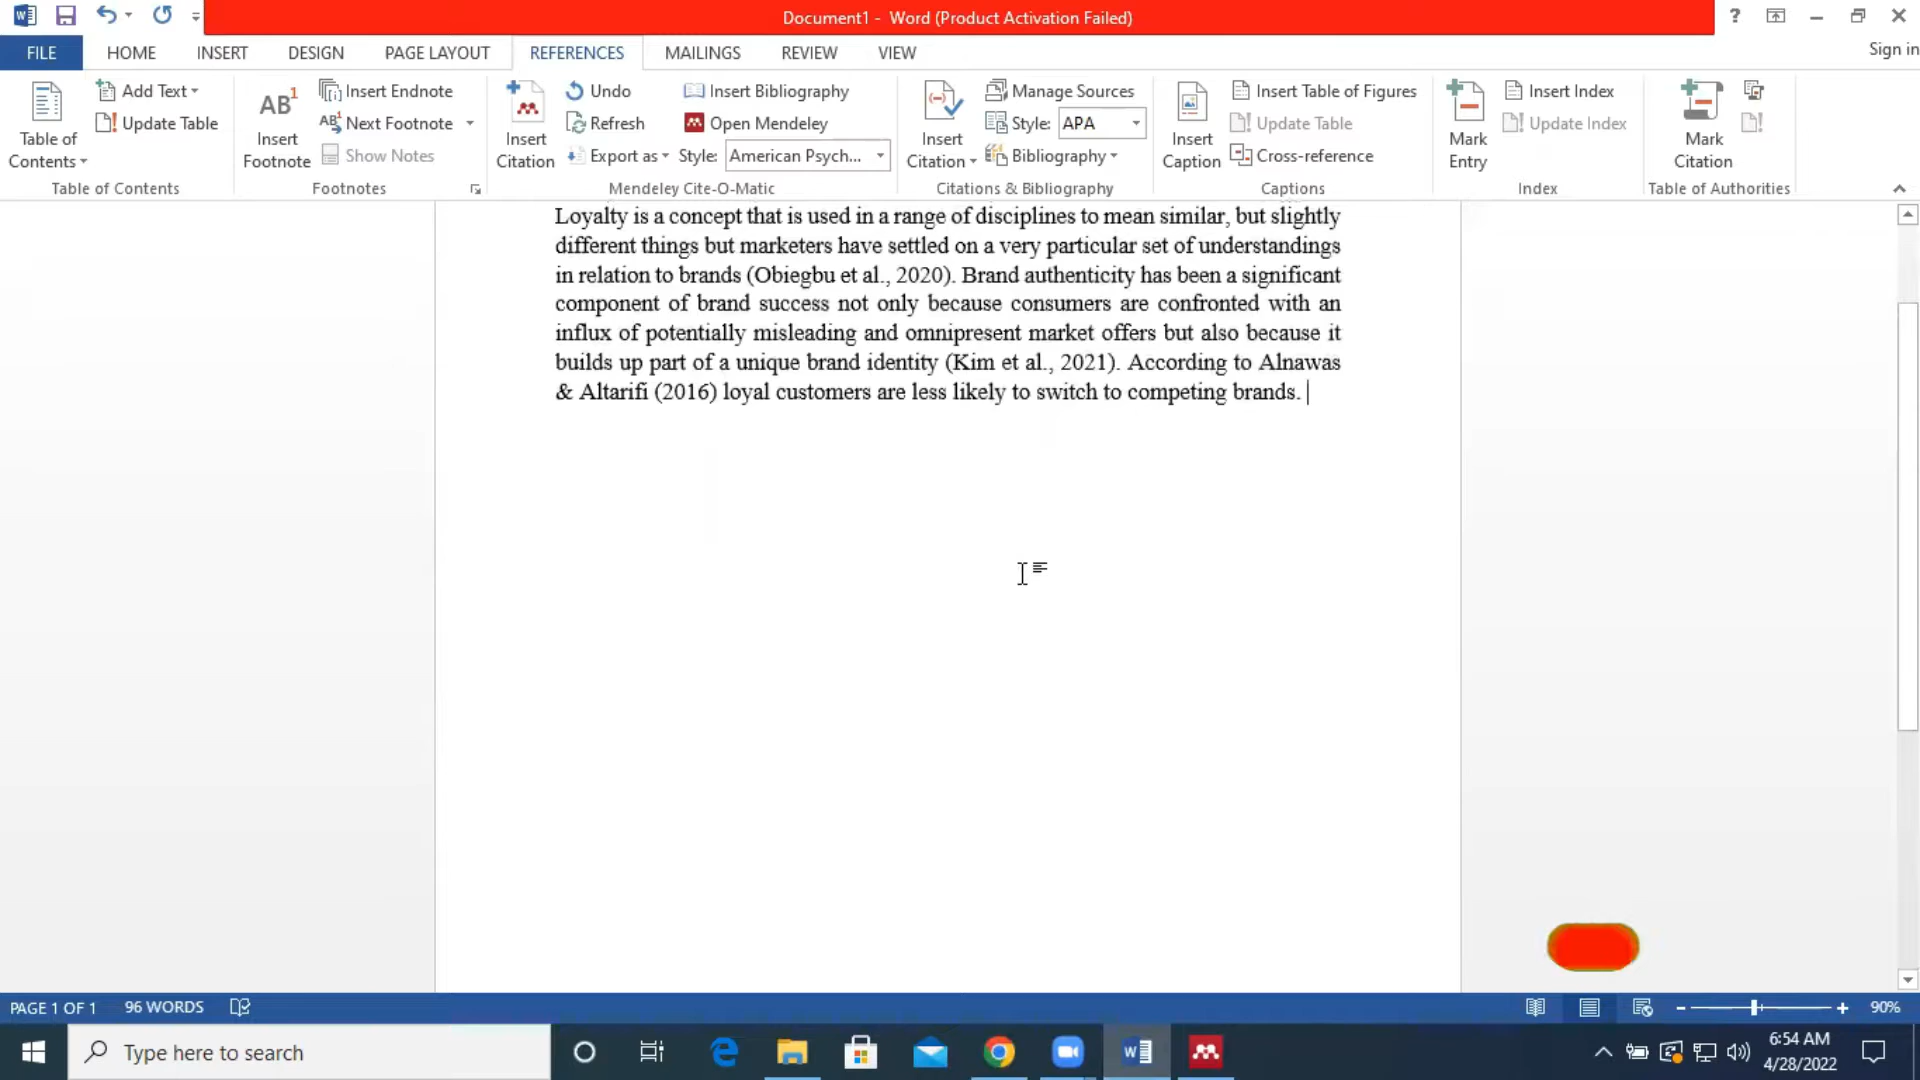 Document1 - Word (Product Activation Failed)
?
FILE HOME INSERT DESIGN PAGE LAYOUT REFERENCES MAILINGS REVIEW VIEW
Sign in
Table of Contents
Add Text
Update Table
Table of Contents
AB1
Insert Footnote
Insert Endnote
AB1 Next Footnote
Show Notes
Footnotes
Insert Citation
Undo
Refresh
Export as
Insert Bibliography
Open Mendeley
Style: American Psych...
Mendeley Cite-O-Matic
Insert Citation
Manage Sources
Style: APA
Bibliography
Citations & Bibliography
Insert Caption
Insert Table of Figures
Update Table
Cross-reference
Captions
Mark Entry
Insert Index
Update Index
Index
Mark Citation
Table of Authorities
Loyalty is a concept that is used in a range of disciplines to mean similar, but slightly
different things but marketers have settled on a very particular set of understandings
in relation to brands (Obiegbu et al., 2020). Brand authenticity has been a significant
component of brand success not only because consumers are confronted with an
influx of potentially misleading and omnipresent market offers but also because it
builds up part of a unique brand identity (Kim et al., 2021). According to Alnawas
& Altarifi (2016) loyal customers are less likely to switch to competing brands.
PAGE 1 OF 1 96 WORDS
90%
Type here to search
6:54 AM
4/28/2022